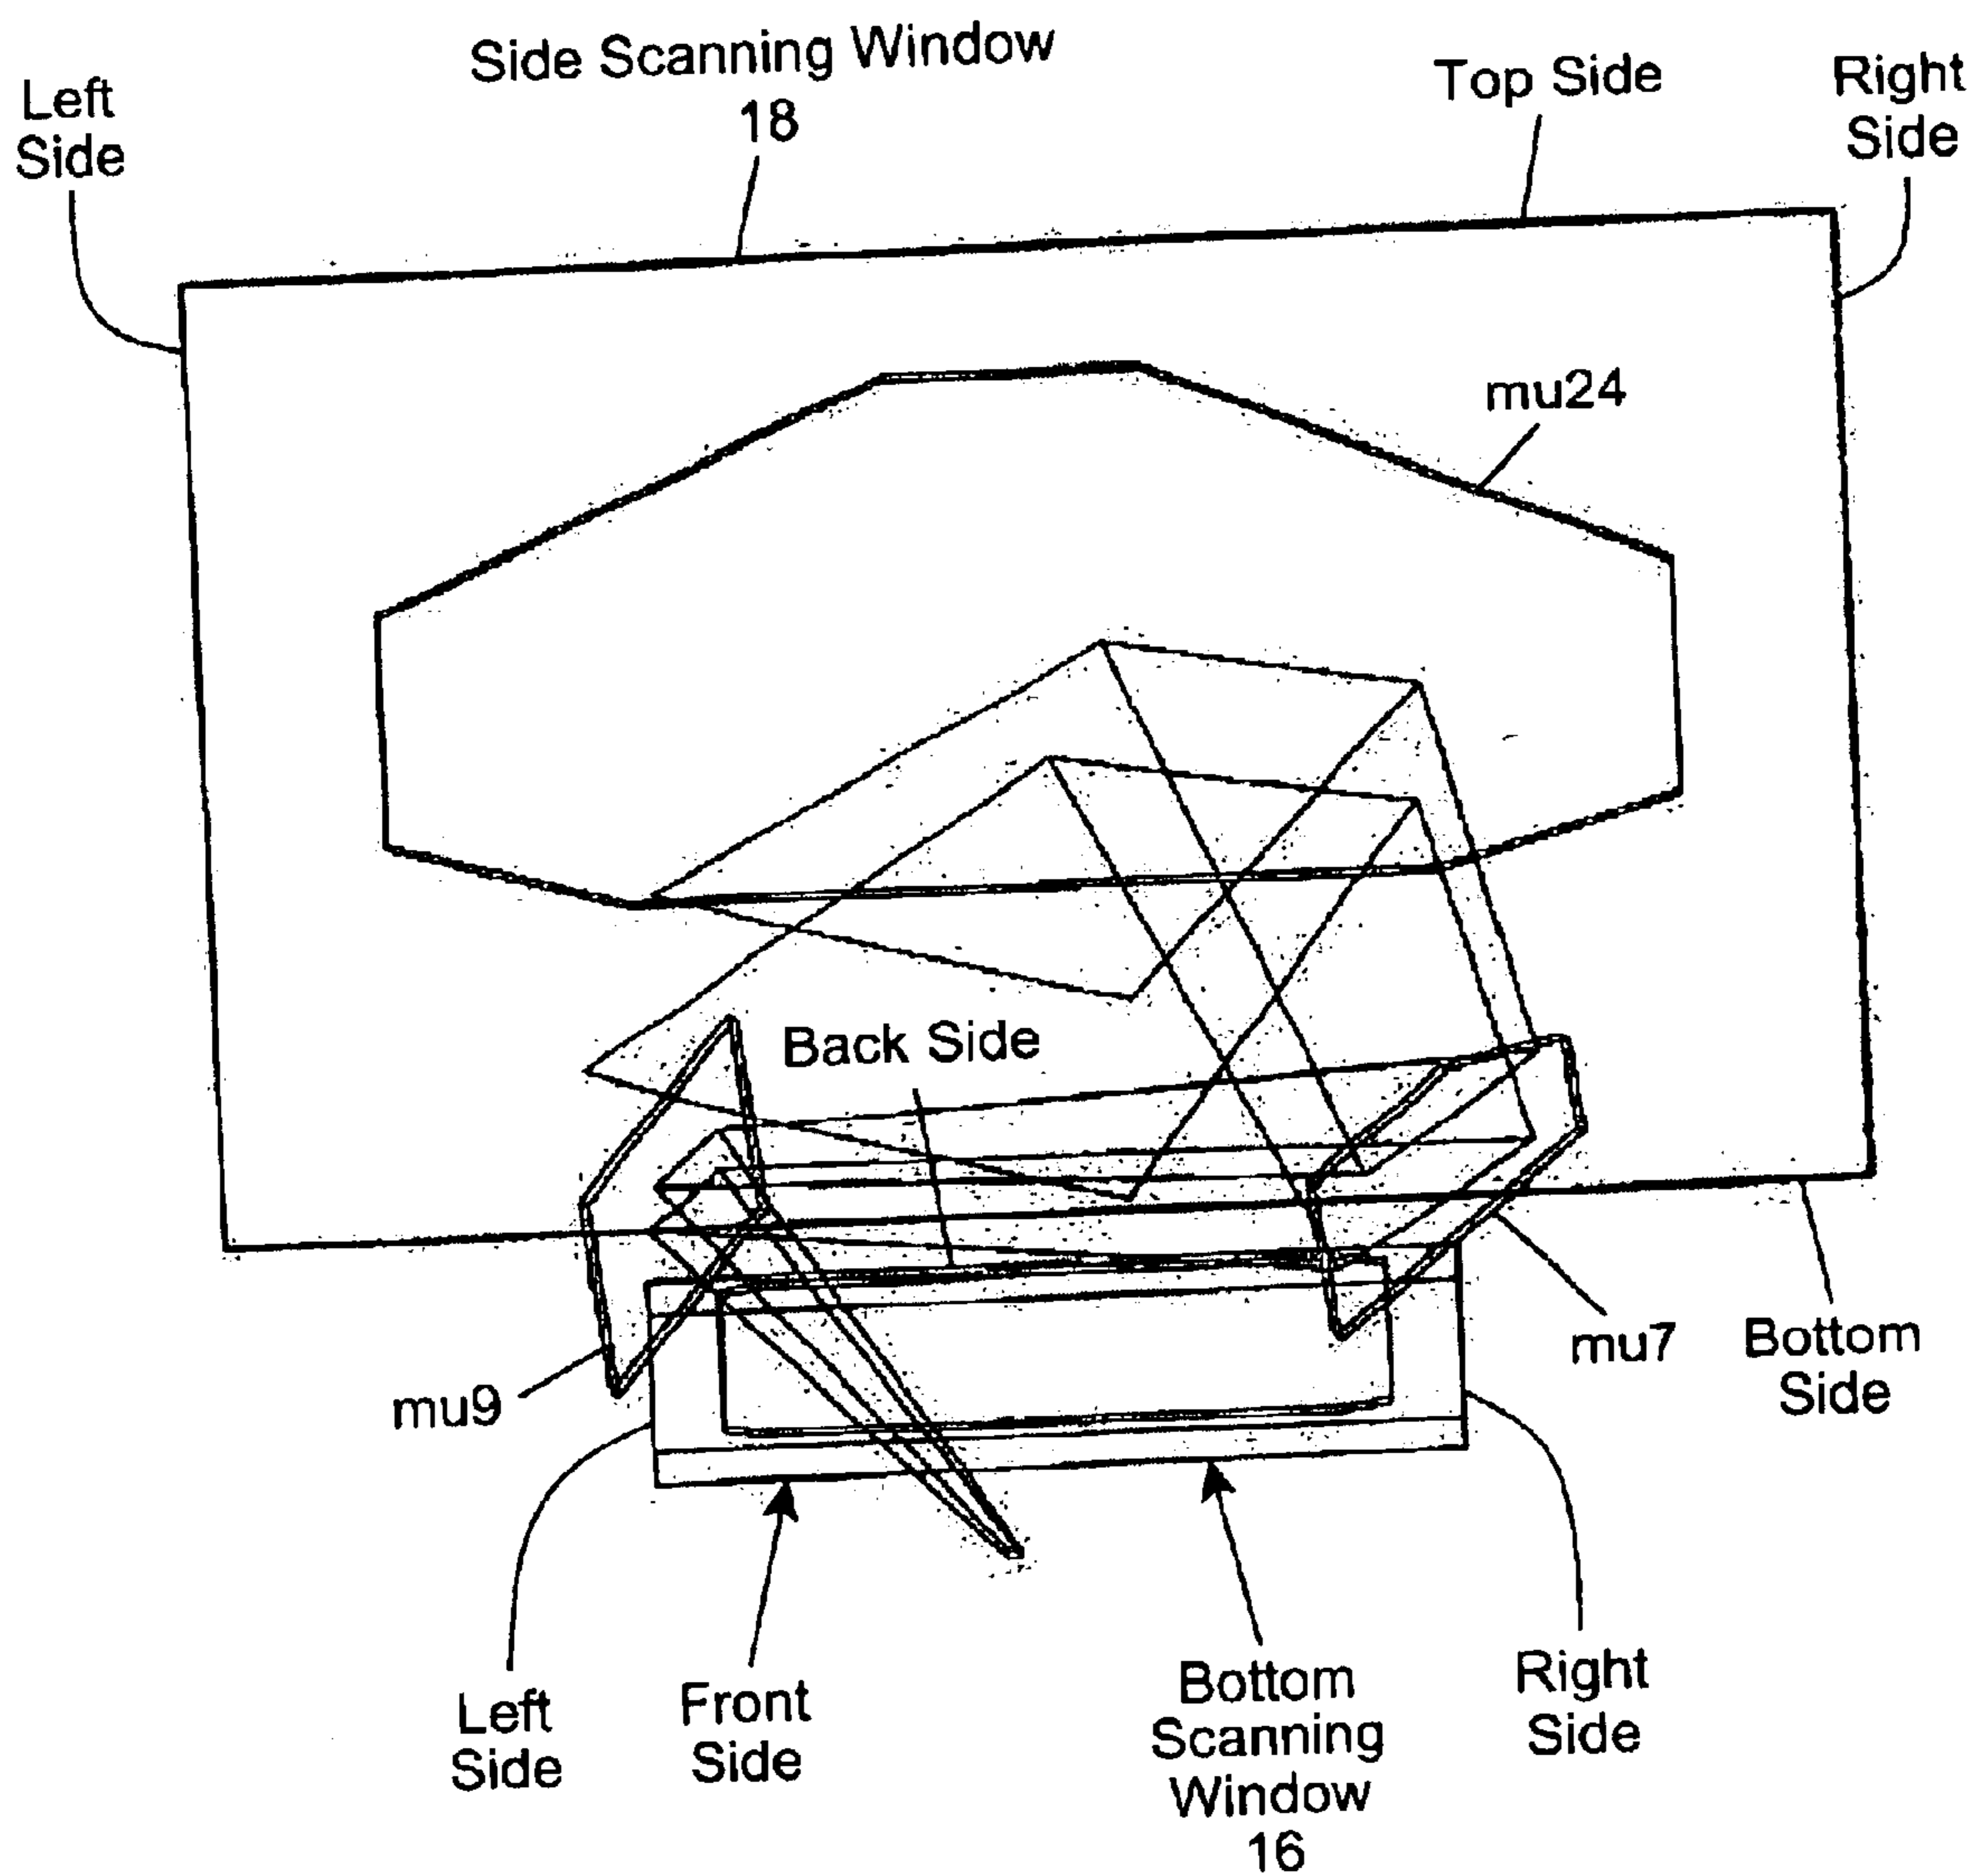 Side Scanning Window
18
Left
Side
Top Side
Right
Side
mu24
Back Side
mu7
Bottom
Side
mu9
Left
Side
Front
Side
Bottom
Scanning
Window
16
Right
Side